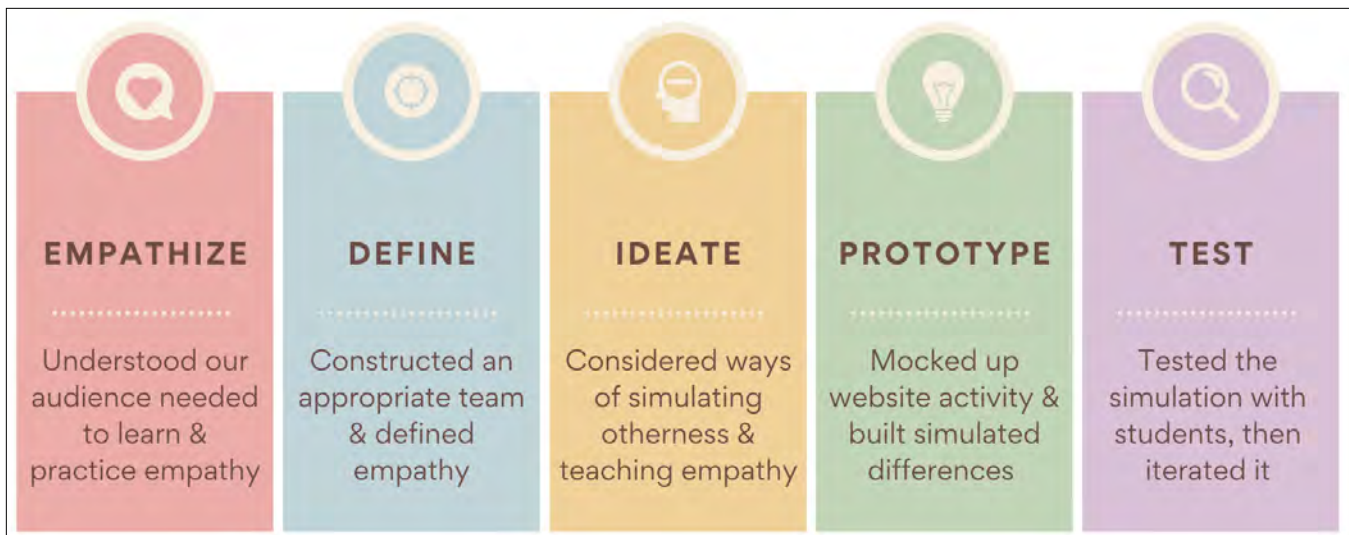 EMPATHIZE
Understood our
audience needed
to learn &
practice empathy
DEFINE
Constructed an
appropriate team
& defined
empathy
IDEATE
Considered ways
of simulating
otherness &
teaching empathy
PROTOTYPE
Mocked up
website activity &
built simulated
differences
TEST
Tested the
simulation with
students, then
iterated it